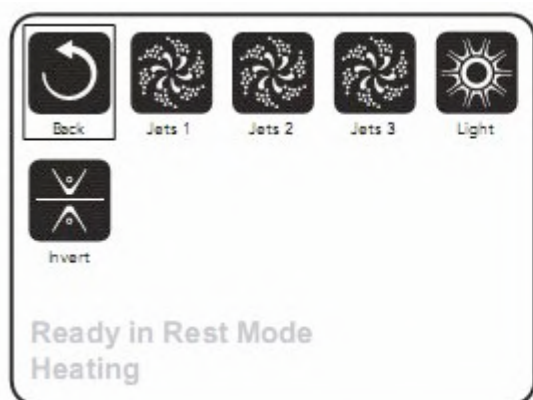 Back Jets 1 Jets 2 Jets 3 Light
Invert
Ready in Rest Mode
Heating